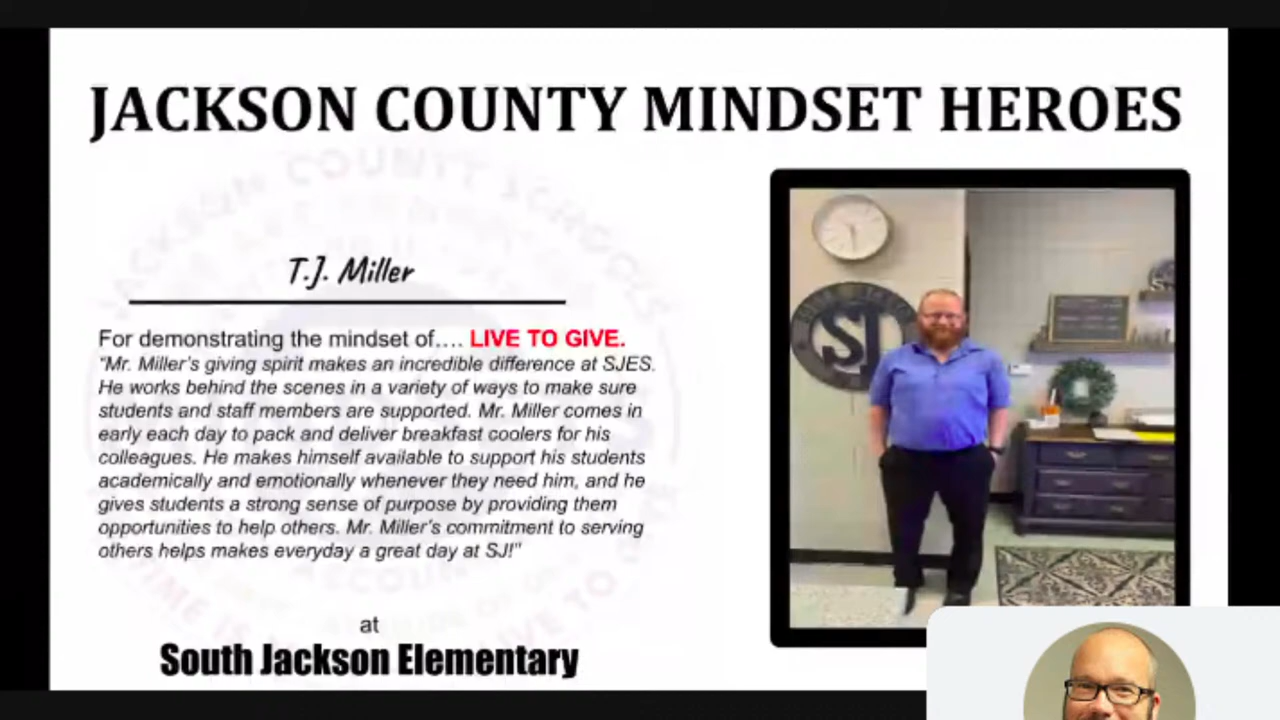 JACKSON COUNTY MINDSET HEROES
T.J. Miller
For demonstrating the mindset of.... LIVE TO GIVE.
"Mr. Miller's giving spirit makes an incredible difference at SJES.
He works behind the scenes in a variety of ways to make sure
students and staff members are supported. Mr. Miller comes in
early each day to pack and deliver breakfast coolers for his
colleagues. He makes himself available to support his students
academically and emotionally whenever they need him, and he
gives students a strong sense of purpose by providing them
opportunities to help others. Mr. Miller's commitment to serving
others helps makes everyday a great day at SJ!"
at
South Jackson Elementary
JACKSON COUNTY SCHOOLS
LIVE TO
SJ